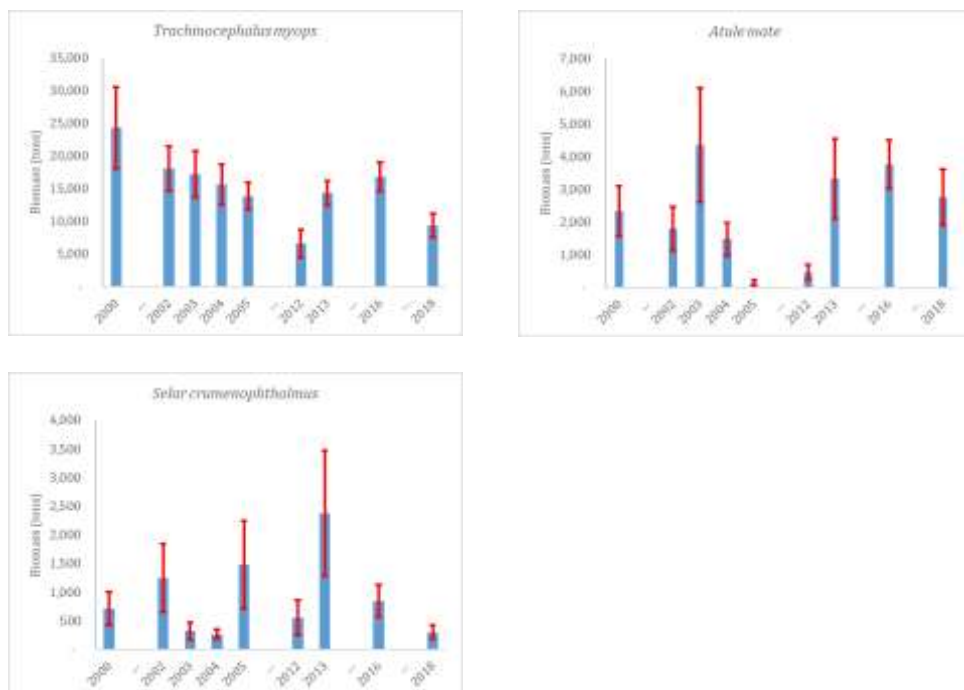 Trachinocephalus myops
35,000
30,000
25,000
20,000
15,000
10,000
5,000
-
Biomass [tons]
2000 ... 2002 2003 2004 2005 ... 2012 2013 ... 2016 ... 2018
Atule mate
7,000
6,000
5,000
4,000
3,000
2,000
1,000
-
Biomass [tons]
2000 ... 2002 2003 2004 2005 ... 2012 2013 ... 2016 ... 2018
Selar crumenophthalmus
4,000
3,500
3,000
2,500
2,000
1,500
1,000
500
-
Biomass [tons]
2000 ... 2002 2003 2004 2005 ... 2012 2013 ... 2016 ... 2018